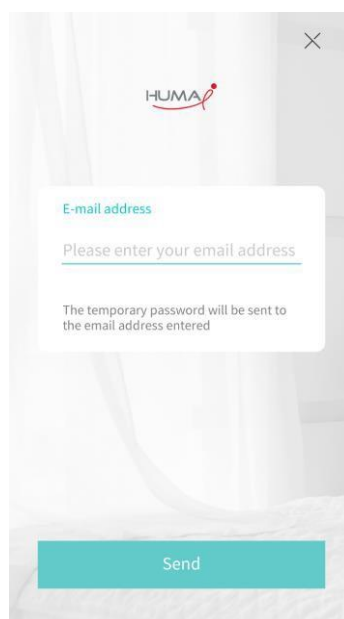 HUMA
E-mail address
Please enter your email address
The temporary password will be sent to
the email address entered
Send